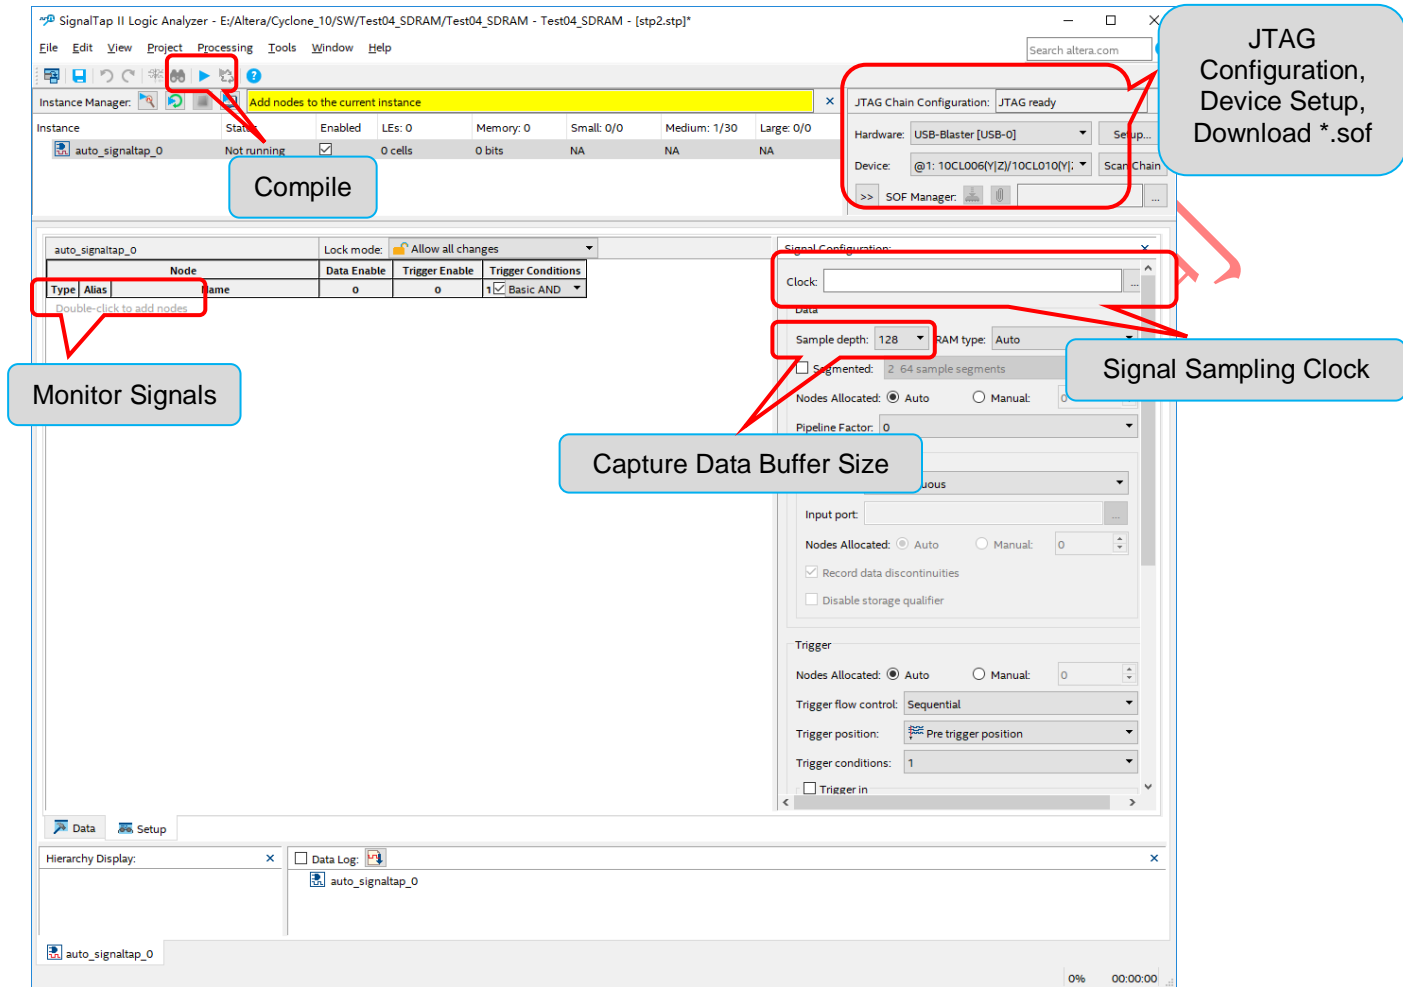 SignalTap II Logic Analyzer - E:/Altera/Cyclone_10/SW/Test04_SDRAM/Test04_SDRAM - Test04_SDRAM - [stp2.stp]*
File Edit View Project Processing Tools Window Help
Search altera.com
JTAG
Configuration,
Device Setup,
Download *.sof
Instance Manager:
Add nodes to the current instance
JTAG Chain Configuration: JTAG ready
Instance Status Enabled LEs: 0 Memory: 0 Small: 0/0 Medium: 1/30 Large: 0/0
auto_signaltap_0 Not running 0 cells 0 bits NA NA NA
Hardware: USB-Blaster [USB-0] Setup...
Device: @1: 10CL006(Y|Z)/10CL010(Y| Scan Chain
>> SOF Manager: ...
Compile
auto_signaltap_0 Lock mode: Allow all changes
Signal Configuration:
Node Data Enable Trigger Enable Trigger Conditions
Type Alias Name 0 0 1 Basic AND
Double-click to add nodes
Clock: ...
Data
Sample depth: 128 RAM type: Auto
Segmented: 2 64 sample segments
Signal Sampling Clock
Monitor Signals
Nodes Allocated: Auto Manual: 0
Pipeline Factor: 0
Capture Data Buffer Size
uous
Input port: ...
Nodes Allocated: Auto Manual: 0
Record data discontinuities
Disable storage qualifier
Trigger
Nodes Allocated: Auto Manual: 0
Trigger flow control: Sequential
Trigger position: Pre trigger position
Trigger conditions: 1
Trigger in
Data Setup
Hierarchy Display:
Data Log:
auto_signaltap_0
auto_signaltap_0
0% 00:00:00